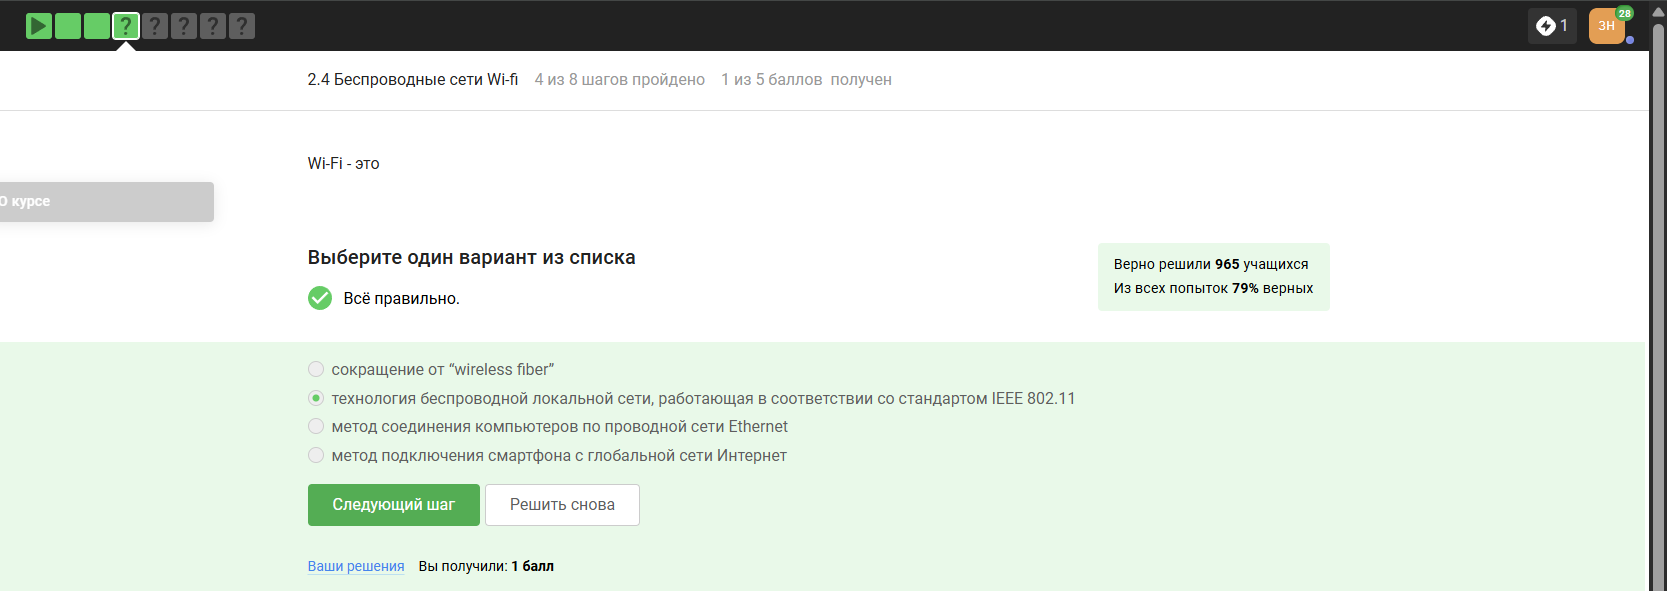 ? ? ? ? ? 1 ЗН 28
2.4 Беспроводные сети Wi-fi 4 из 8 шагов пройдено 1 из 5 баллов получен
Wi-Fi - это
О курсе
Выберите один вариант из списка
Всё правильно.
Верно решили 965 учащихся
Из всех попыток 79% верных
сокращение от “wireless fiber”
технология беспроводной локальной сети, работающая в соответствии со стандартом IEEE 802.11
метод соединения компьютеров по проводной сети Ethernet
метод подключения смартфона с глобальной сети Интернет
Следующий шаг Решить снова
Ваши решения Вы получили: 1 балл